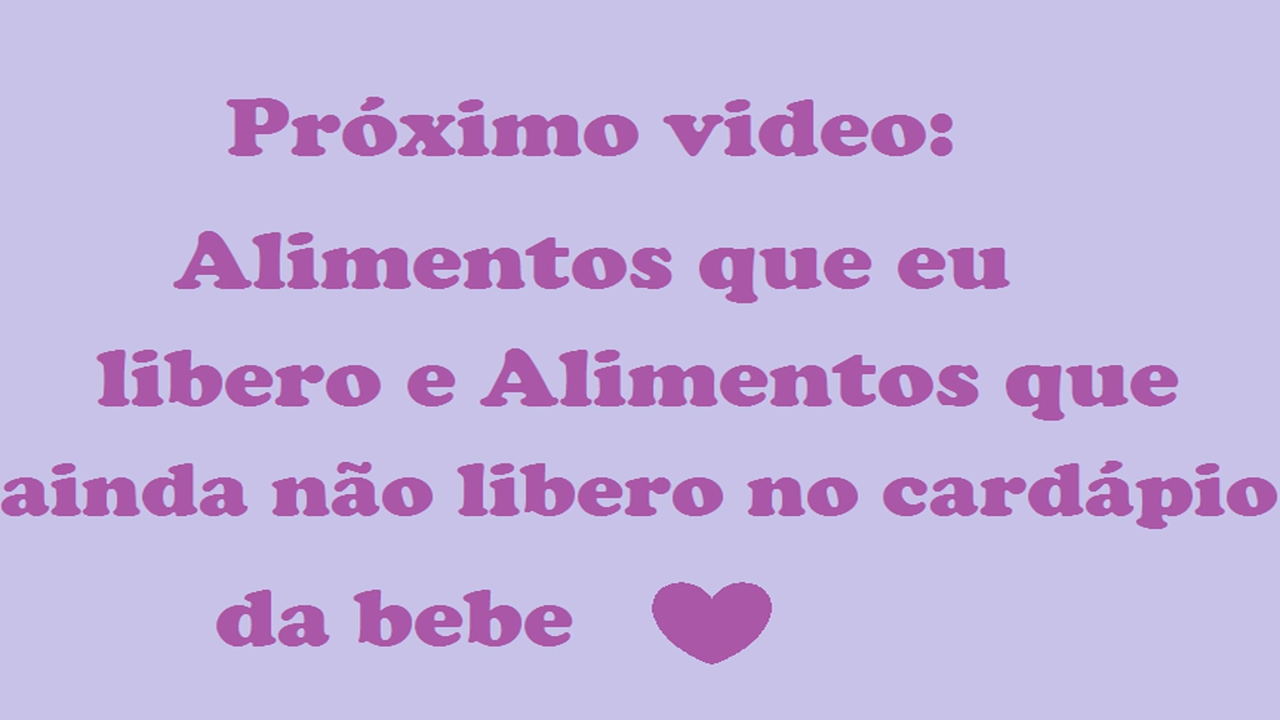 Próximo video:
Alimentos que eu
libero e Alimentos que
ainda não libero no cardápio
da bebe